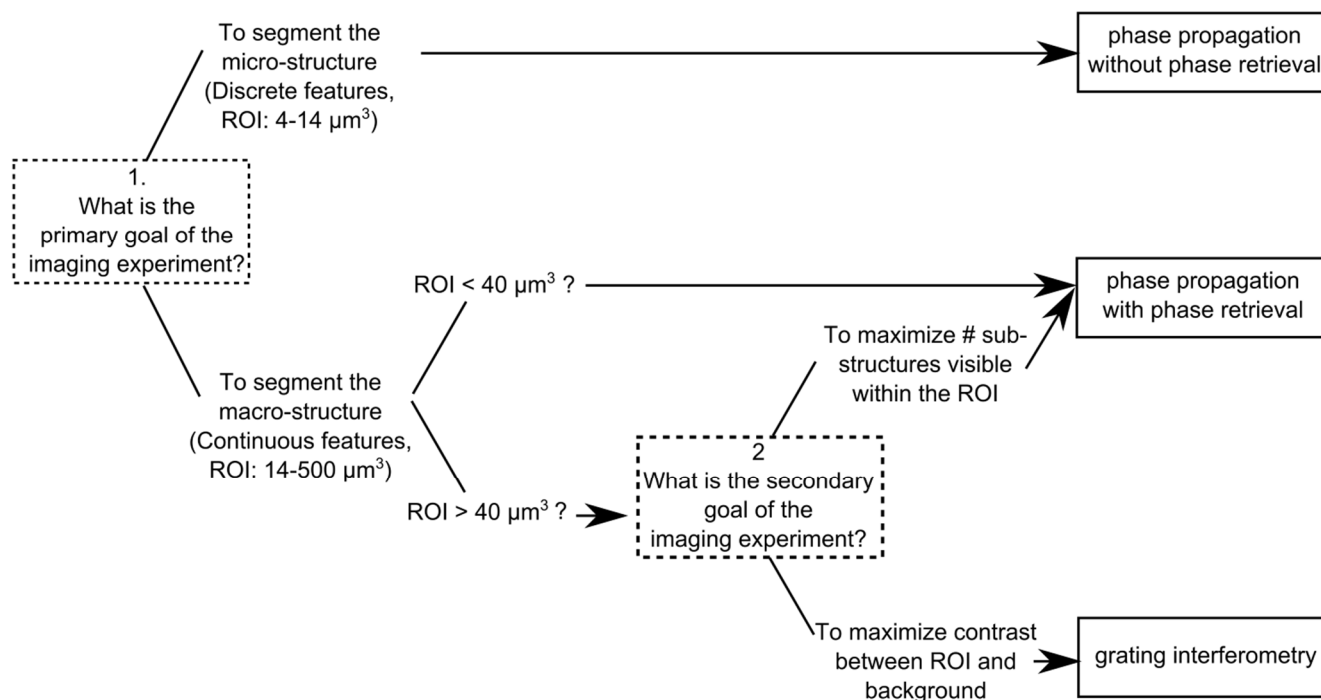 To segment the
micro-structure
(Discrete features,
ROI: 4-14 µm³)
phase propagation
without phase retrieval
1.
What is the
primary goal of the
imaging experiment?
ROI < 40 µm³ ?
phase propagation
with phase retrieval
To maximize # sub-
structures visible
within the ROI
To segment the
macro-structure
(Continuous features,
ROI: 14-500 µm³)
ROI > 40 µm³ ?
2
What is the secondary
goal of the
imaging experiment?
To maximize contrast
between ROI and
background
grating interferometry